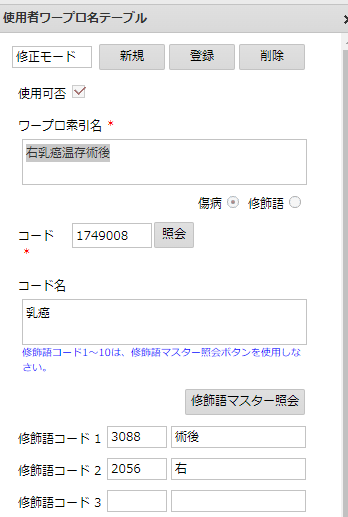 使用者ワープロ名テーブル
修正モード 新規 登録 削除
使用可否
ワープロ索引名 *
右乳癌温存術後
傷病 修飾語
コード * 1749008 照会
コード名
乳癌
修飾語コード1～10は、修飾語マスター照会ボタンを使用しな
さい。
修飾語マスター照会
修飾語コード 1 3088 術後
修飾語コード 2 2056 右
修飾語コード 3